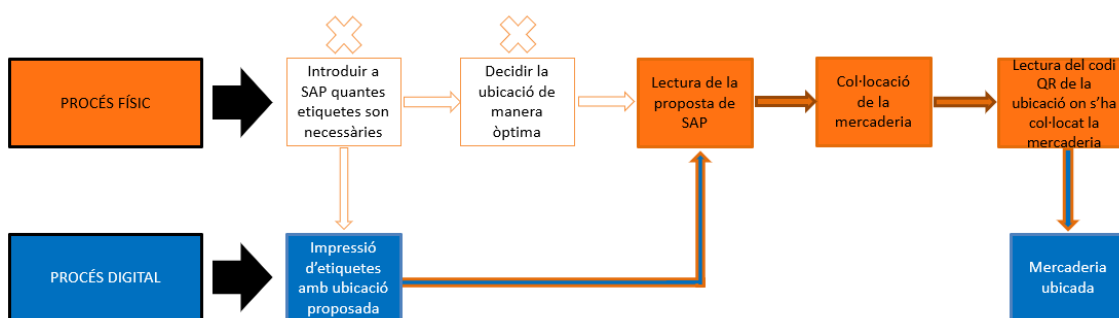 PROCÉS FÍSIC
Introduir a
SAP quantes
etiquetes son
necessàries
Decidir la
ubicació de
manera
òptima
Lectura de la
proposta de
SAP
Col·locació
de la
mercaderia
Lectura del codi
QR de la
ubicació on s’ha
col·locat la
mercaderia
PROCÉS DIGITAL
Impressió
d’etiquetes
amb ubicació
proposada
Mercaderia
ubicada